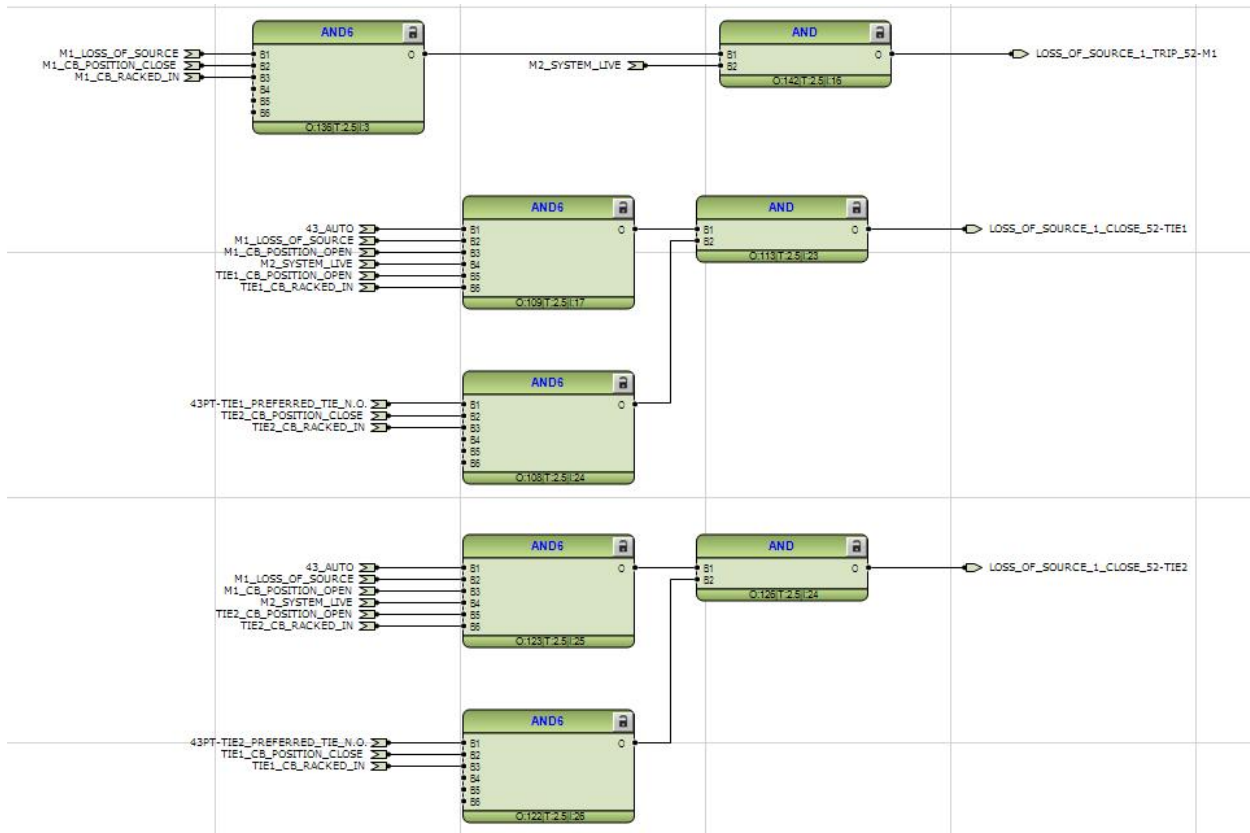 AND6
AND
M1_LOSS_OF_SOURCE
M1_CB_POSITION_CLOSE
M1_CB_RACKED_IN
B1
B2
B3
B4
B5
B6
O
O:136|T:2.5|I:3
M2_SYSTEM_LIVE
B1
B2
O
O:142|T:2.5|I:16
LOSS_OF_SOURCE_1_TRIP_52-M1
AND6
AND
43_AUTO
M1_LOSS_OF_SOURCE
M1_CB_POSITION_OPEN
M2_SYSTEM_LIVE
TIE1_CB_POSITION_OPEN
TIE1_CB_RACKED_IN
B1
B2
B3
B4
B5
B6
O
O:109|T:2.5|I:17
B1
B2
O
O:113|T:2.5|I:23
LOSS_OF_SOURCE_1_CLOSE_52-TIE1
AND6
43PT-TIE1_PREFERRED_TIE_N.O.
TIE2_CB_POSITION_CLOSE
TIE2_CB_RACKED_IN
B1
B2
B3
B4
B5
B6
O
O:108|T:2.5|I:24
AND6
AND
43_AUTO
M1_LOSS_OF_SOURCE
M1_CB_POSITION_OPEN
M2_SYSTEM_LIVE
TIE2_CB_POSITION_OPEN
TIE2_CB_RACKED_IN
B1
B2
B3
B4
B5
B6
O
O:123|T:2.5|I:25
B1
B2
O
O:126|T:2.5|I:24
LOSS_OF_SOURCE_1_CLOSE_52-TIE2
AND6
43PT-TIE2_PREFERRED_TIE_N.O.
TIE1_CB_POSITION_CLOSE
TIE1_CB_RACKED_IN
B1
B2
B3
B4
B5
B6
O
O:122|T:2.5|I:26